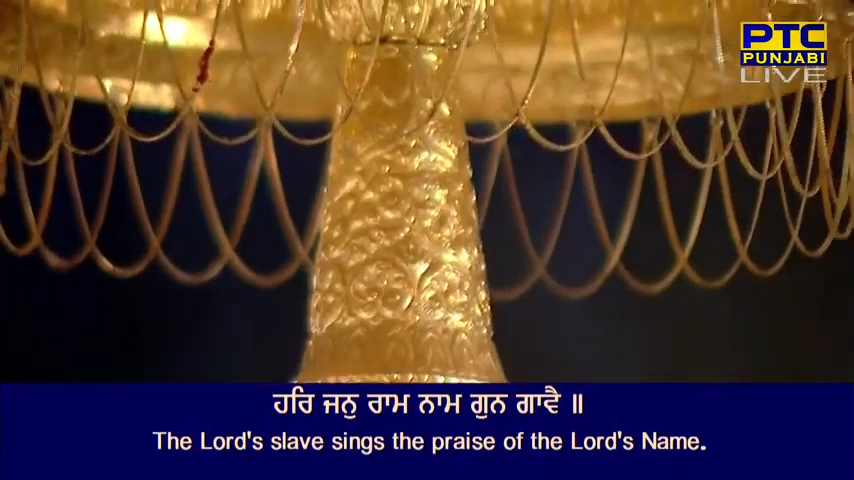 PTC
PUNJABI
LIVE
ਹਰਿ ਜਨੁ ਰਾਮ ਨਾਮ ਗੁਨ ਗਾਵੈ ॥
The Lord's slave sings the praise of the Lord's Name.